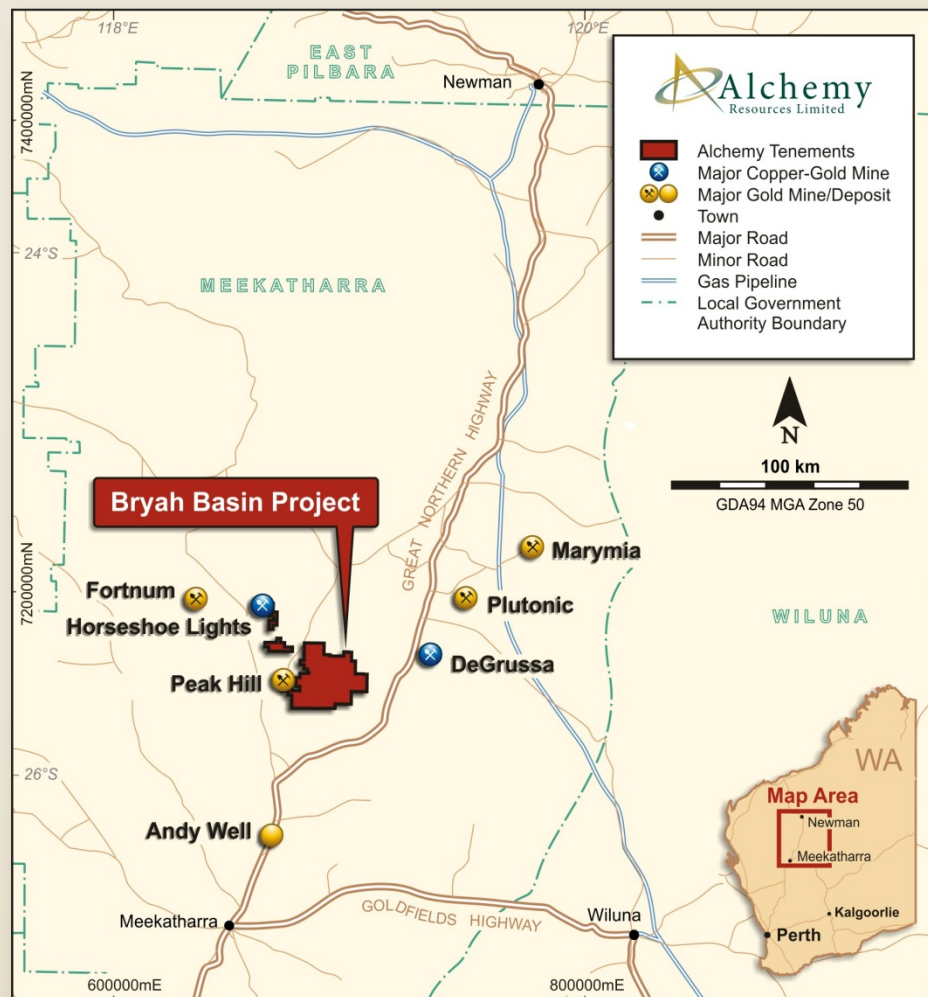 118°E
120°E
EAST
PILBARA
Newman
7400000mN
24°S
MEEKATHARRA
Alchemy
Resources Limited
Alchemy Tenements
Major Copper-Gold Mine
Major Gold Mine/Deposit
Town
Major Road
Minor Road
Gas Pipeline
Local Government
Authority Boundary
N
100 km
GDA94 MGA Zone 50
GREAT NORTHERN HIGHWAY
Bryah Basin Project
7200000mN
Fortnum
Horseshoe Lights
Peak Hill
Marymia
Plutonic
DeGrussa
WILUNA
26°S
Andy Well
Meekatharra
GOLDFIELDS HIGHWAY
Wiluna
600000mE
800000mE
WA
Map Area
Newman
Meekatharra
Kalgoorlie
Perth